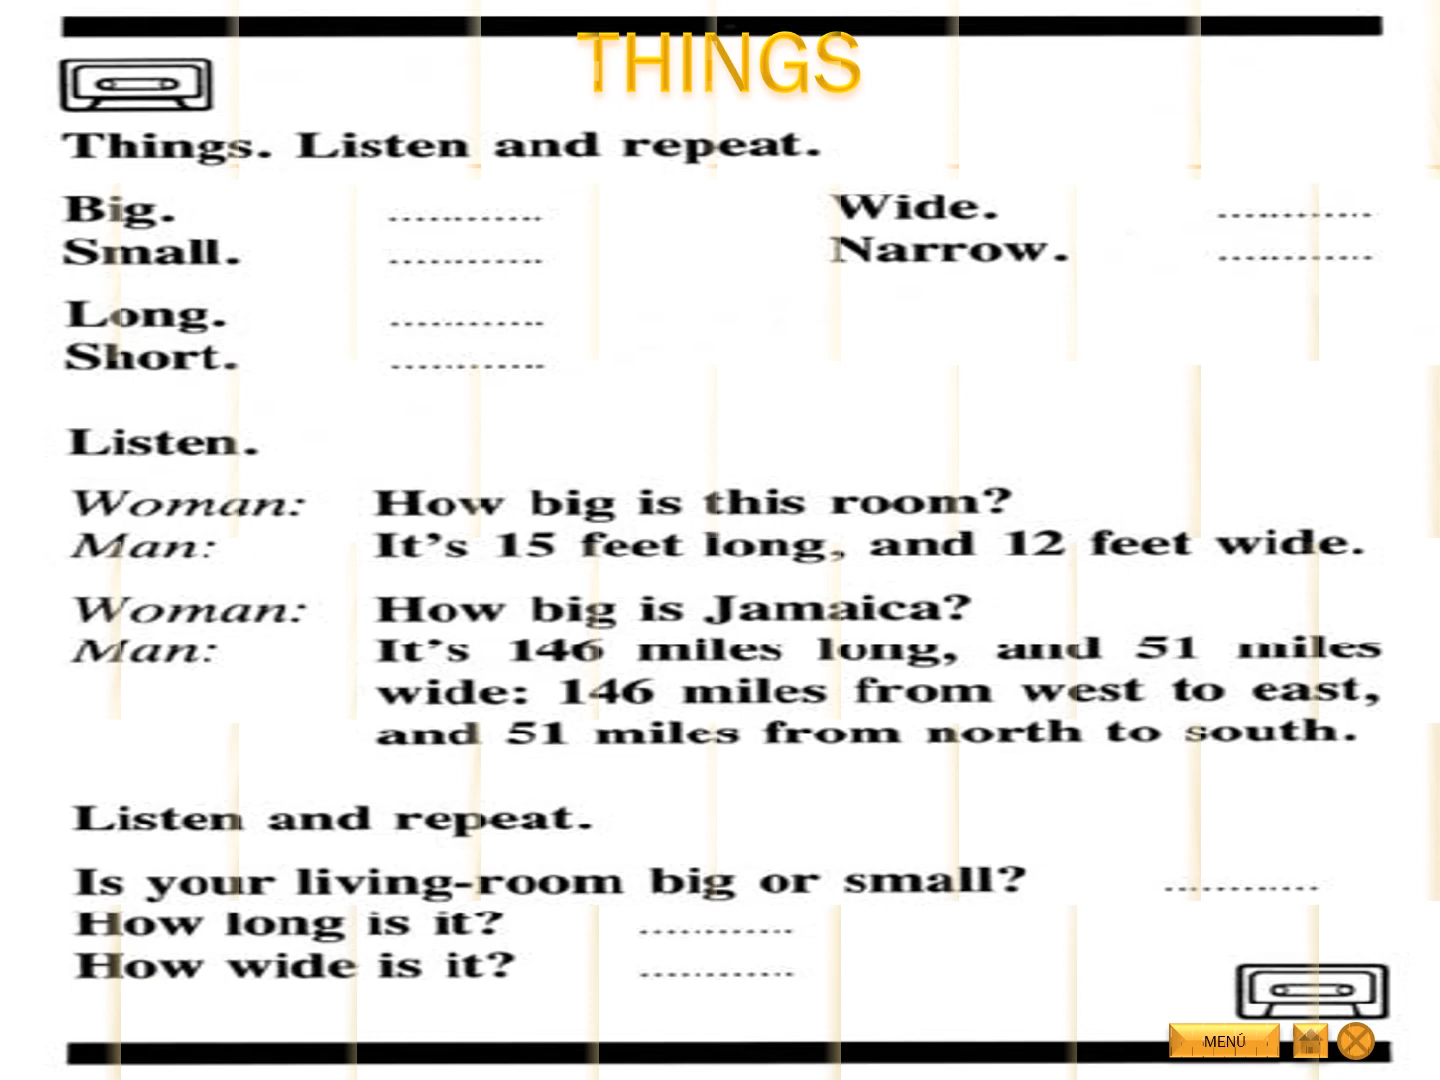 THINGS
Things. Listen and repeat.
Big. ............ Wide. ............
Small. ............ Narrow. ............
Long. ............
Short. ............
Listen.
Woman: How big is this room?
Man: It's 15 feet long, and 12 feet wide.
Woman: How big is Jamaica?
Man: It's 146 miles long, and 51 miles
wide: 146 miles from west to east,
and 51 miles from north to south.
Listen and repeat.
Is your living-room big or small? ............
How long is it? ............
How wide is it? ............
MENÚ